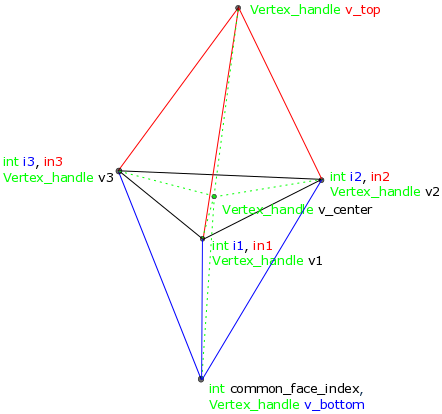 Vertex_handle v_top
int i3, in3
Vertex_handle v3
int i2, in2
Vertex_handle v2
Vertex_handle v_center
int i1, in1
Vertex_handle v1
int common_face_index,
Vertex_handle v_bottom